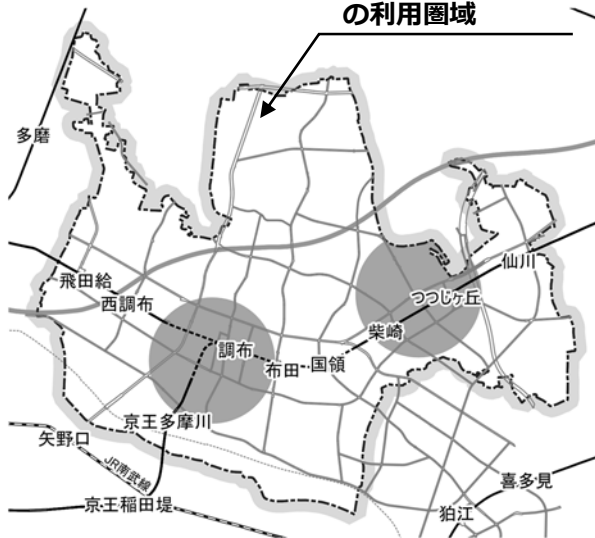 の利用圏域
多磨
仙川
飛田給
つつじヶ丘
西調布
柴崎
調布
国領
布田
京王多摩川
矢野口
JR南武線
喜多見
京王稲田堤
狛江